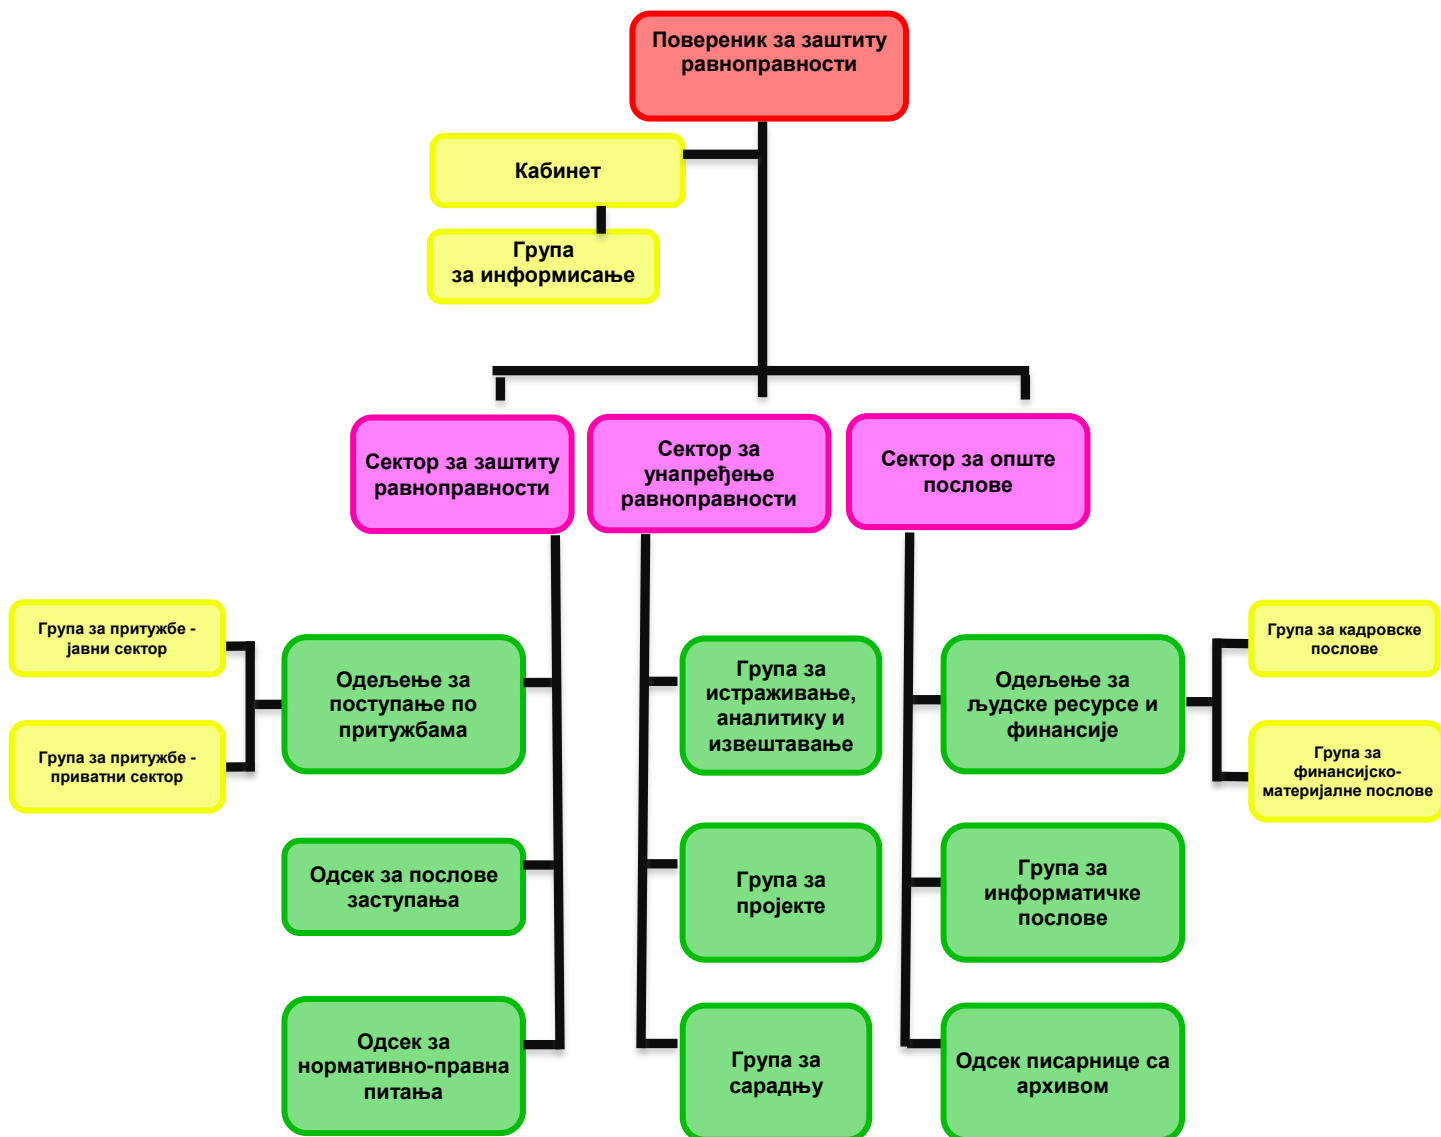 Повереник за заштиту
равноправности
Кабинет
Група
за информисање
Сектор за заштиту
равноправности
Сектор за
унапређење
равноправности
Сектор за опште
послове
Група за притужбе -
јавни сектор
Група за притужбе -
приватни сектор
Одељење за
поступање по
притужбама
Одсек за послове
заступања
Одсек за
нормативно-правна
питања
Група за
истраживање,
аналитику и
извештавање
Група за
пројекте
Група за
сарадњу
Одељење за
људске ресурсе и
финансије
Група за
информатичке
послове
Одсек писарнице са
архивом
Група за кадровске
послове
Група за
финансијско-
материјалне послове